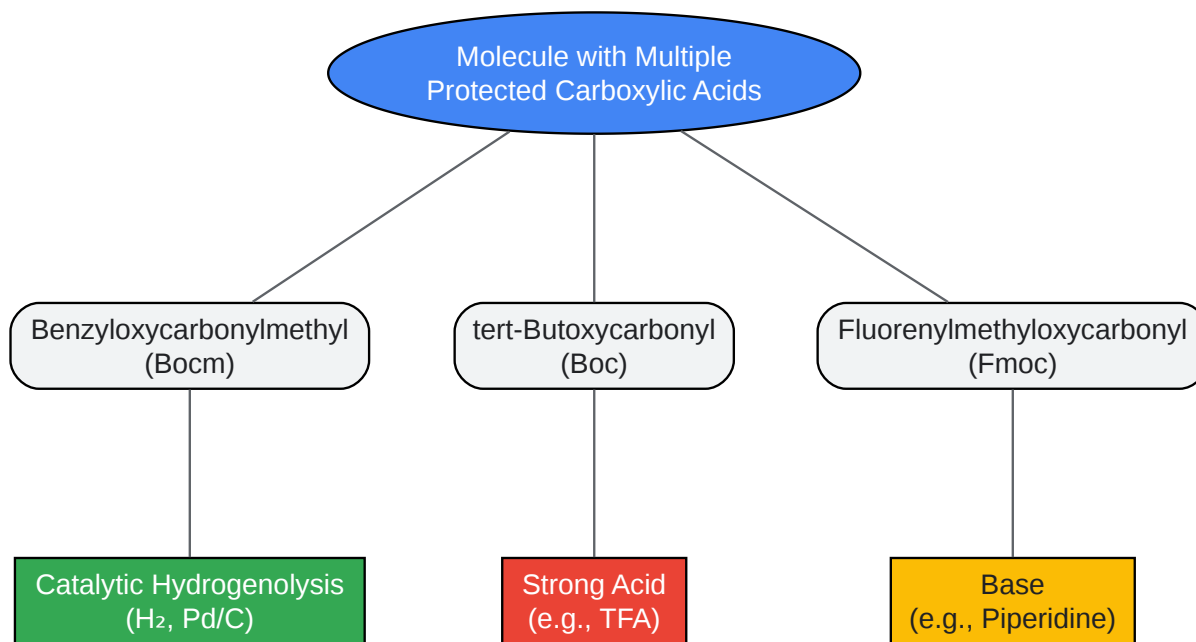 Molecule with Multiple
Protected Carboxylic Acids
Benzyloxycarbonylmethyl
(Bocm)
tert-Butoxycarbonyl
(Boc)
Fluorenylmethyloxycarbonyl
(Fmoc)
Catalytic Hydrogenolysis
(H₂, Pd/C)
Strong Acid
(e.g., TFA)
Base
(e.g., Piperidine)